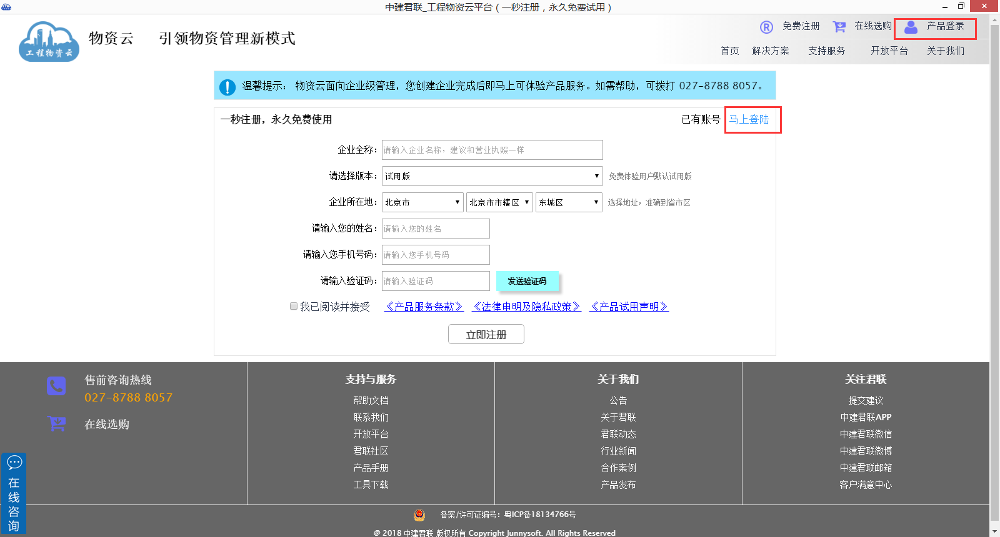 中建君联_工程物资云平台（一秒注册，永久免费试用）
工程物资云
物资云 引领物资管理新模式
® 免费注册 在线选购 产品登录
首页 解决方案 支持服务 开放平台 关于我们
温馨提示： 物资云面向企业级管理，您创建企业完成后即马上可体验产品服务。如需帮助，可拨打 027-8788 8057。
一秒注册，永久免费使用 已有账号 马上登陆
企业全称： 请输入企业名称，建议和营业执照一样
请选择版本： 试用版 免费体验用户默认试用版
企业所在地： 北京市 北京市市辖区 东城区 选择地址，准确到省市区
请输入您的姓名： 请输入您的姓名
请输入您手机号码： 请输入您手机号码
请输入验证码： 请输入验证码 发送验证码
我已阅读并接受 《产品服务条款》 《法律申明及隐私政策》 《产品试用声明》
立即注册
售前咨询热线
027-8788 8057
在线选购
支持与服务
帮助文档
联系我们
开放平台
君联社区
产品手册
工具下载
关于我们
公告
关于君联
君联动态
行业新闻
合作案例
产品发布
关注君联
提交建议
中建君联APP
中建君联微信
中建君联微博
中建君联邮箱
客户满意中心
在线咨询
备案/许可证编号：粤ICP备18134766号
@ 2018 中建君联 版权所有 Copyright Junnysoft. All Rights Reserved